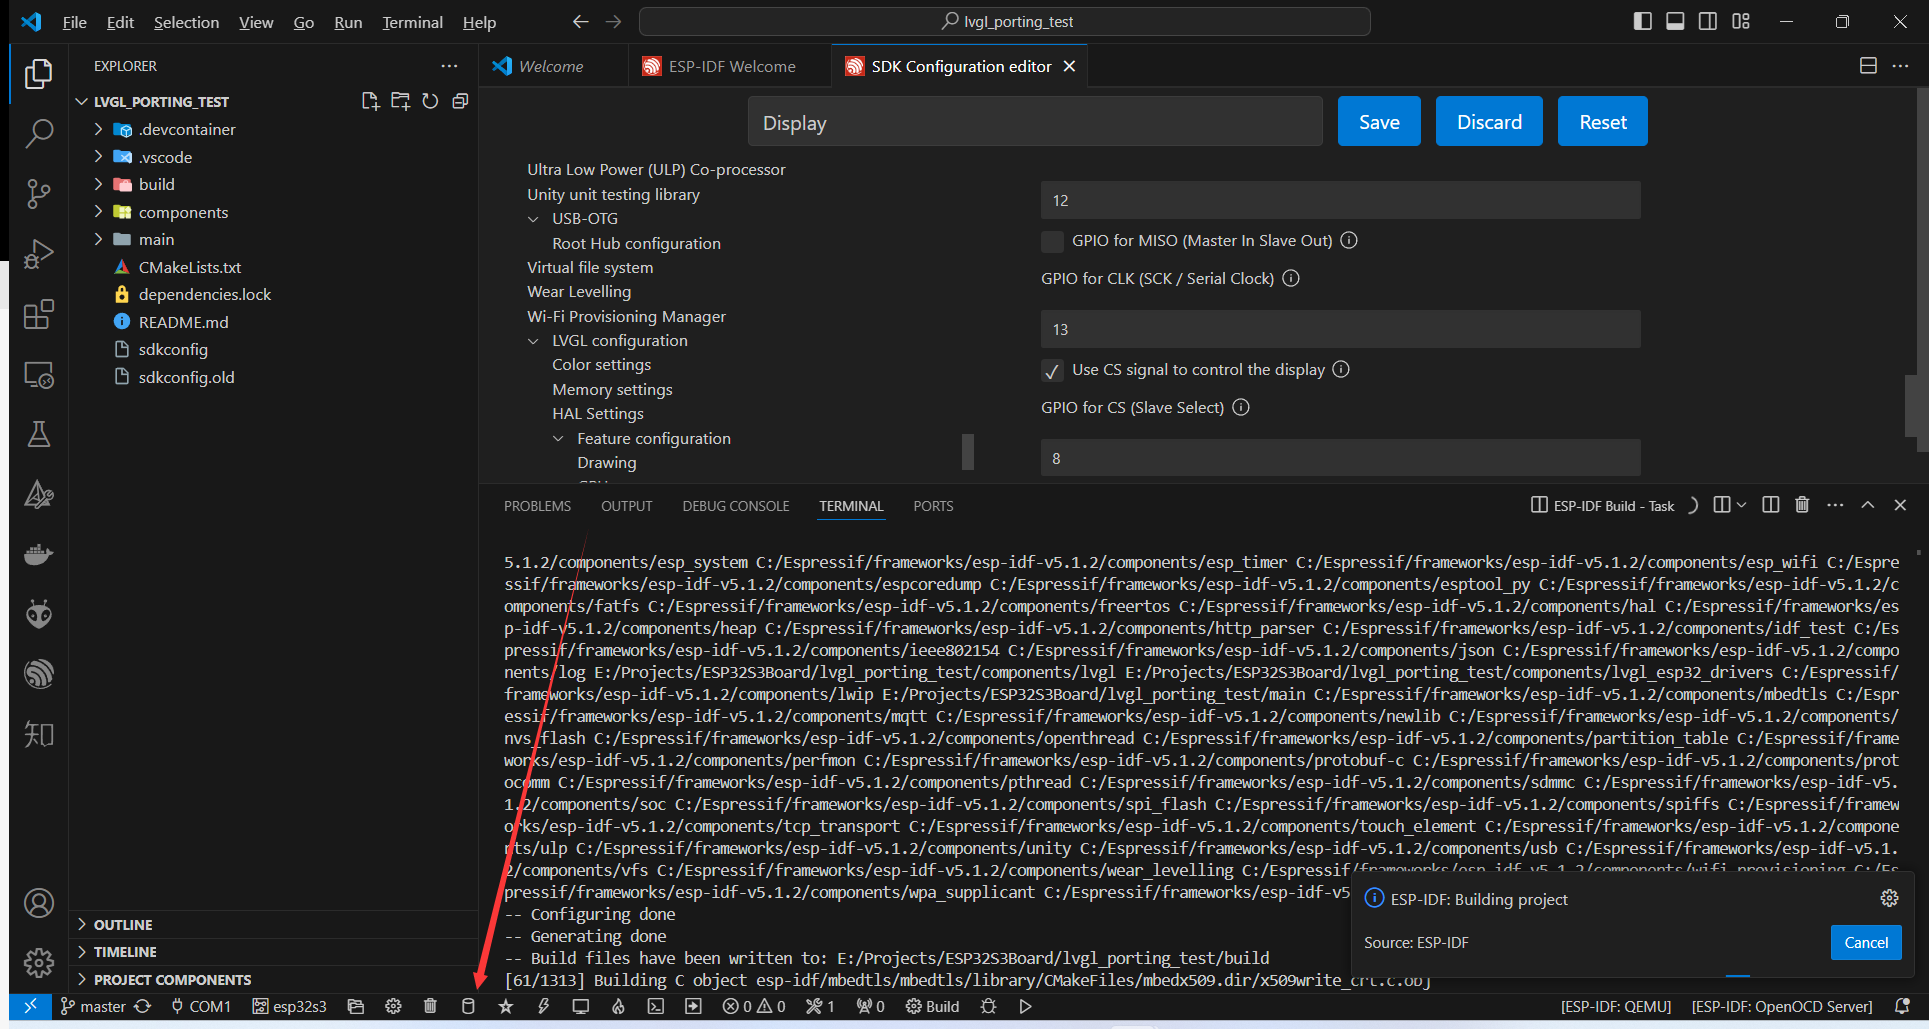 File Edit Selection View Go Run Terminal Help
lvgl_porting_test
EXPLORER
Welcome
ESP-IDF Welcome
SDK Configuration editor
LVGL_PORTING_TEST
.devcontainer
.vscode
build
components
main
CMakeLists.txt
dependencies.lock
README.md
sdkconfig
sdkconfig.old
OUTLINE
TIMELINE
PROJECT COMPONENTS
知
Display
Save
Discard
Reset
Ultra Low Power (ULP) Co-processor
Unity unit testing library
USB-OTG
Root Hub configuration
Virtual file system
Wear Levelling
Wi-Fi Provisioning Manager
LVGL configuration
Color settings
Memory settings
HAL Settings
Feature configuration
Drawing
12
GPIO for MISO (Master In Slave Out)
GPIO for CLK (SCK / Serial Clock)
13
Use CS signal to control the display
GPIO for CS (Slave Select)
8
PROBLEMS OUTPUT DEBUG CONSOLE TERMINAL PORTS
ESP-IDF Build - Task
5.1.2/components/esp_system C:/Espressif/frameworks/esp-idf-v5.1.2/components/esp_timer C:/Espressif/frameworks/esp-idf-v5.1.2/components/esp_wifi C:/Espre
ssif/frameworks/esp-idf-v5.1.2/components/espcoredump C:/Espressif/frameworks/esp-idf-v5.1.2/components/esptool_py C:/Espressif/frameworks/esp-idf-v5.1.2/c
omponents/fatfs C:/Espressif/frameworks/esp-idf-v5.1.2/components/freertos C:/Espressif/frameworks/esp-idf-v5.1.2/components/hal C:/Espressif/frameworks/es
p-idf-v5.1.2/components/heap C:/Espressif/frameworks/esp-idf-v5.1.2/components/http_parser C:/Espressif/frameworks/esp-idf-v5.1.2/components/idf_test C:/Es
pressif/frameworks/esp-idf-v5.1.2/components/ieee802154 C:/Espressif/frameworks/esp-idf-v5.1.2/components/json C:/Espressif/frameworks/esp-idf-v5.1.2/compo
nents/log E:/Projects/ESP32S3Board/lvgl_porting_test/components/lvgl E:/Projects/ESP32S3Board/lvgl_porting_test/components/lvgl_esp32_drivers C:/Espressif/
frameworks/esp-idf-v5.1.2/components/lwip E:/Projects/ESP32S3Board/lvgl_porting_test/main C:/Espressif/frameworks/esp-idf-v5.1.2/components/mbedtls C:/Espr
essif/frameworks/esp-idf-v5.1.2/components/mqtt C:/Espressif/frameworks/esp-idf-v5.1.2/components/newlib C:/Espressif/frameworks/esp-idf-v5.1.2/components/
nvs_flash C:/Espressif/frameworks/esp-idf-v5.1.2/components/openthread C:/Espressif/frameworks/esp-idf-v5.1.2/components/partition_table C:/Espressif/frame
works/esp-idf-v5.1.2/components/perfmon C:/Espressif/frameworks/esp-idf-v5.1.2/components/protobuf-c C:/Espressif/frameworks/esp-idf-v5.1.2/components/prot
ocomm C:/Espressif/frameworks/esp-idf-v5.1.2/components/pthread C:/Espressif/frameworks/esp-idf-v5.1.2/components/sdmmc C:/Espressif/frameworks/esp-idf-v5.
1.2/components/soc C:/Espressif/frameworks/esp-idf-v5.1.2/components/spi_flash C:/Espressif/frameworks/esp-idf-v5.1.2/components/spiffs C:/Espressif/framew
orks/esp-idf-v5.1.2/components/tcp_transport C:/Espressif/frameworks/esp-idf-v5.1.2/components/touch_element C:/Espressif/frameworks/esp-idf-v5.1.2/compone
nts/ulp C:/Espressif/frameworks/esp-idf-v5.1.2/components/unity C:/Espressif/frameworks/esp-idf-v5.1.2/components/usb C:/Espressif/frameworks/esp-idf-v5.1.
2/components/vfs C:/Espressif/frameworks/esp-idf-v5.1.2/components/wear_levelling C:/Espressif/frameworks/esp-idf-v5.1.2/components/wifi_provisioning C:/Es
pressif/frameworks/esp-idf-v5.1.2/components/wpa_supplicant C:/Espressif/frameworks/esp-idf-v5
-- Configuring done
-- Generating done
-- Build files have been written to: E:/Projects/ESP32S3Board/lvgl_porting_test/build
[61/1313] Building C object esp-idf/mbedtls/mbedtls/library/CMakeFiles/mbedx509.dir/x509write_crt.c.obj
ESP-IDF: Building project
Source: ESP-IDF
Cancel
master COM1 esp32s3 0 0 1 0 Build [ESP-IDF: QEMU] [ESP-IDF: OpenOCD Server]